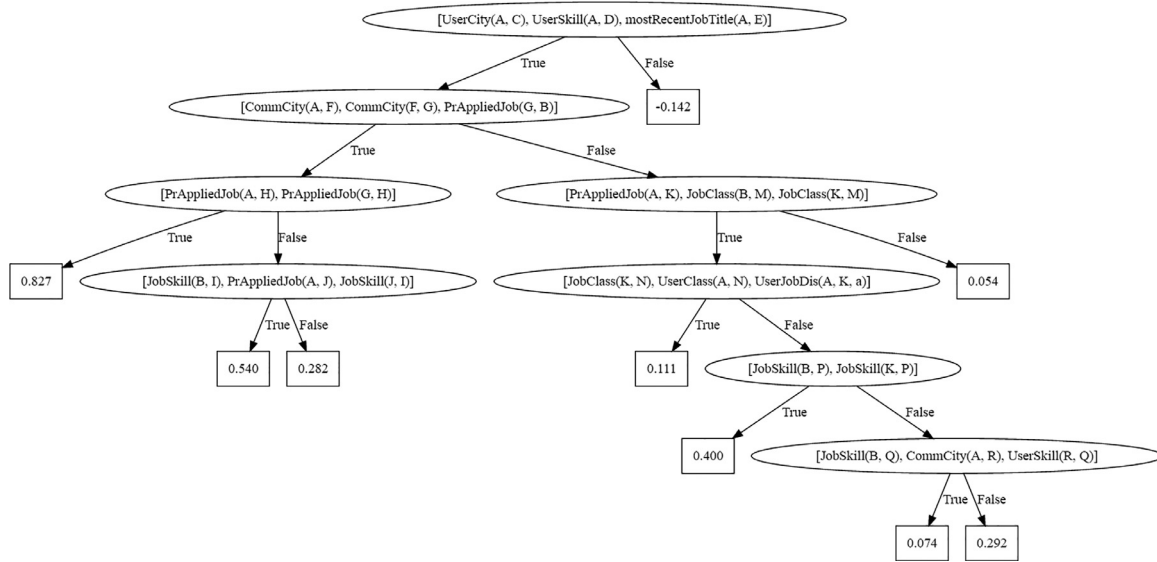 [UserCity(A, C), UserSkill(A, D), mostRecentJobTitle(A, E)]
True
False
[CommCity(A, F), CommCity(F, G), PrAppliedJob(G, B)]
-0.142
True
False
[PrAppliedJob(A, H), PrAppliedJob(G, H)]
[PrAppliedJob(A, K), JobClass(B, M), JobClass(K, M)]
True
False
True
False
0.827
[JobSkill(B, I), PrAppliedJob(A, J), JobSkill(J, I)]
[JobClass(K, N), UserClass(A, N), UserJobDis(A, K, a)]
0.054
True
False
True
False
0.540
0.282
0.111
[JobSkill(B, P), JobSkill(K, P)]
True
False
0.400
[JobSkill(B, Q), CommCity(A, R), UserSkill(R, Q)]
True
False
0.074
0.292